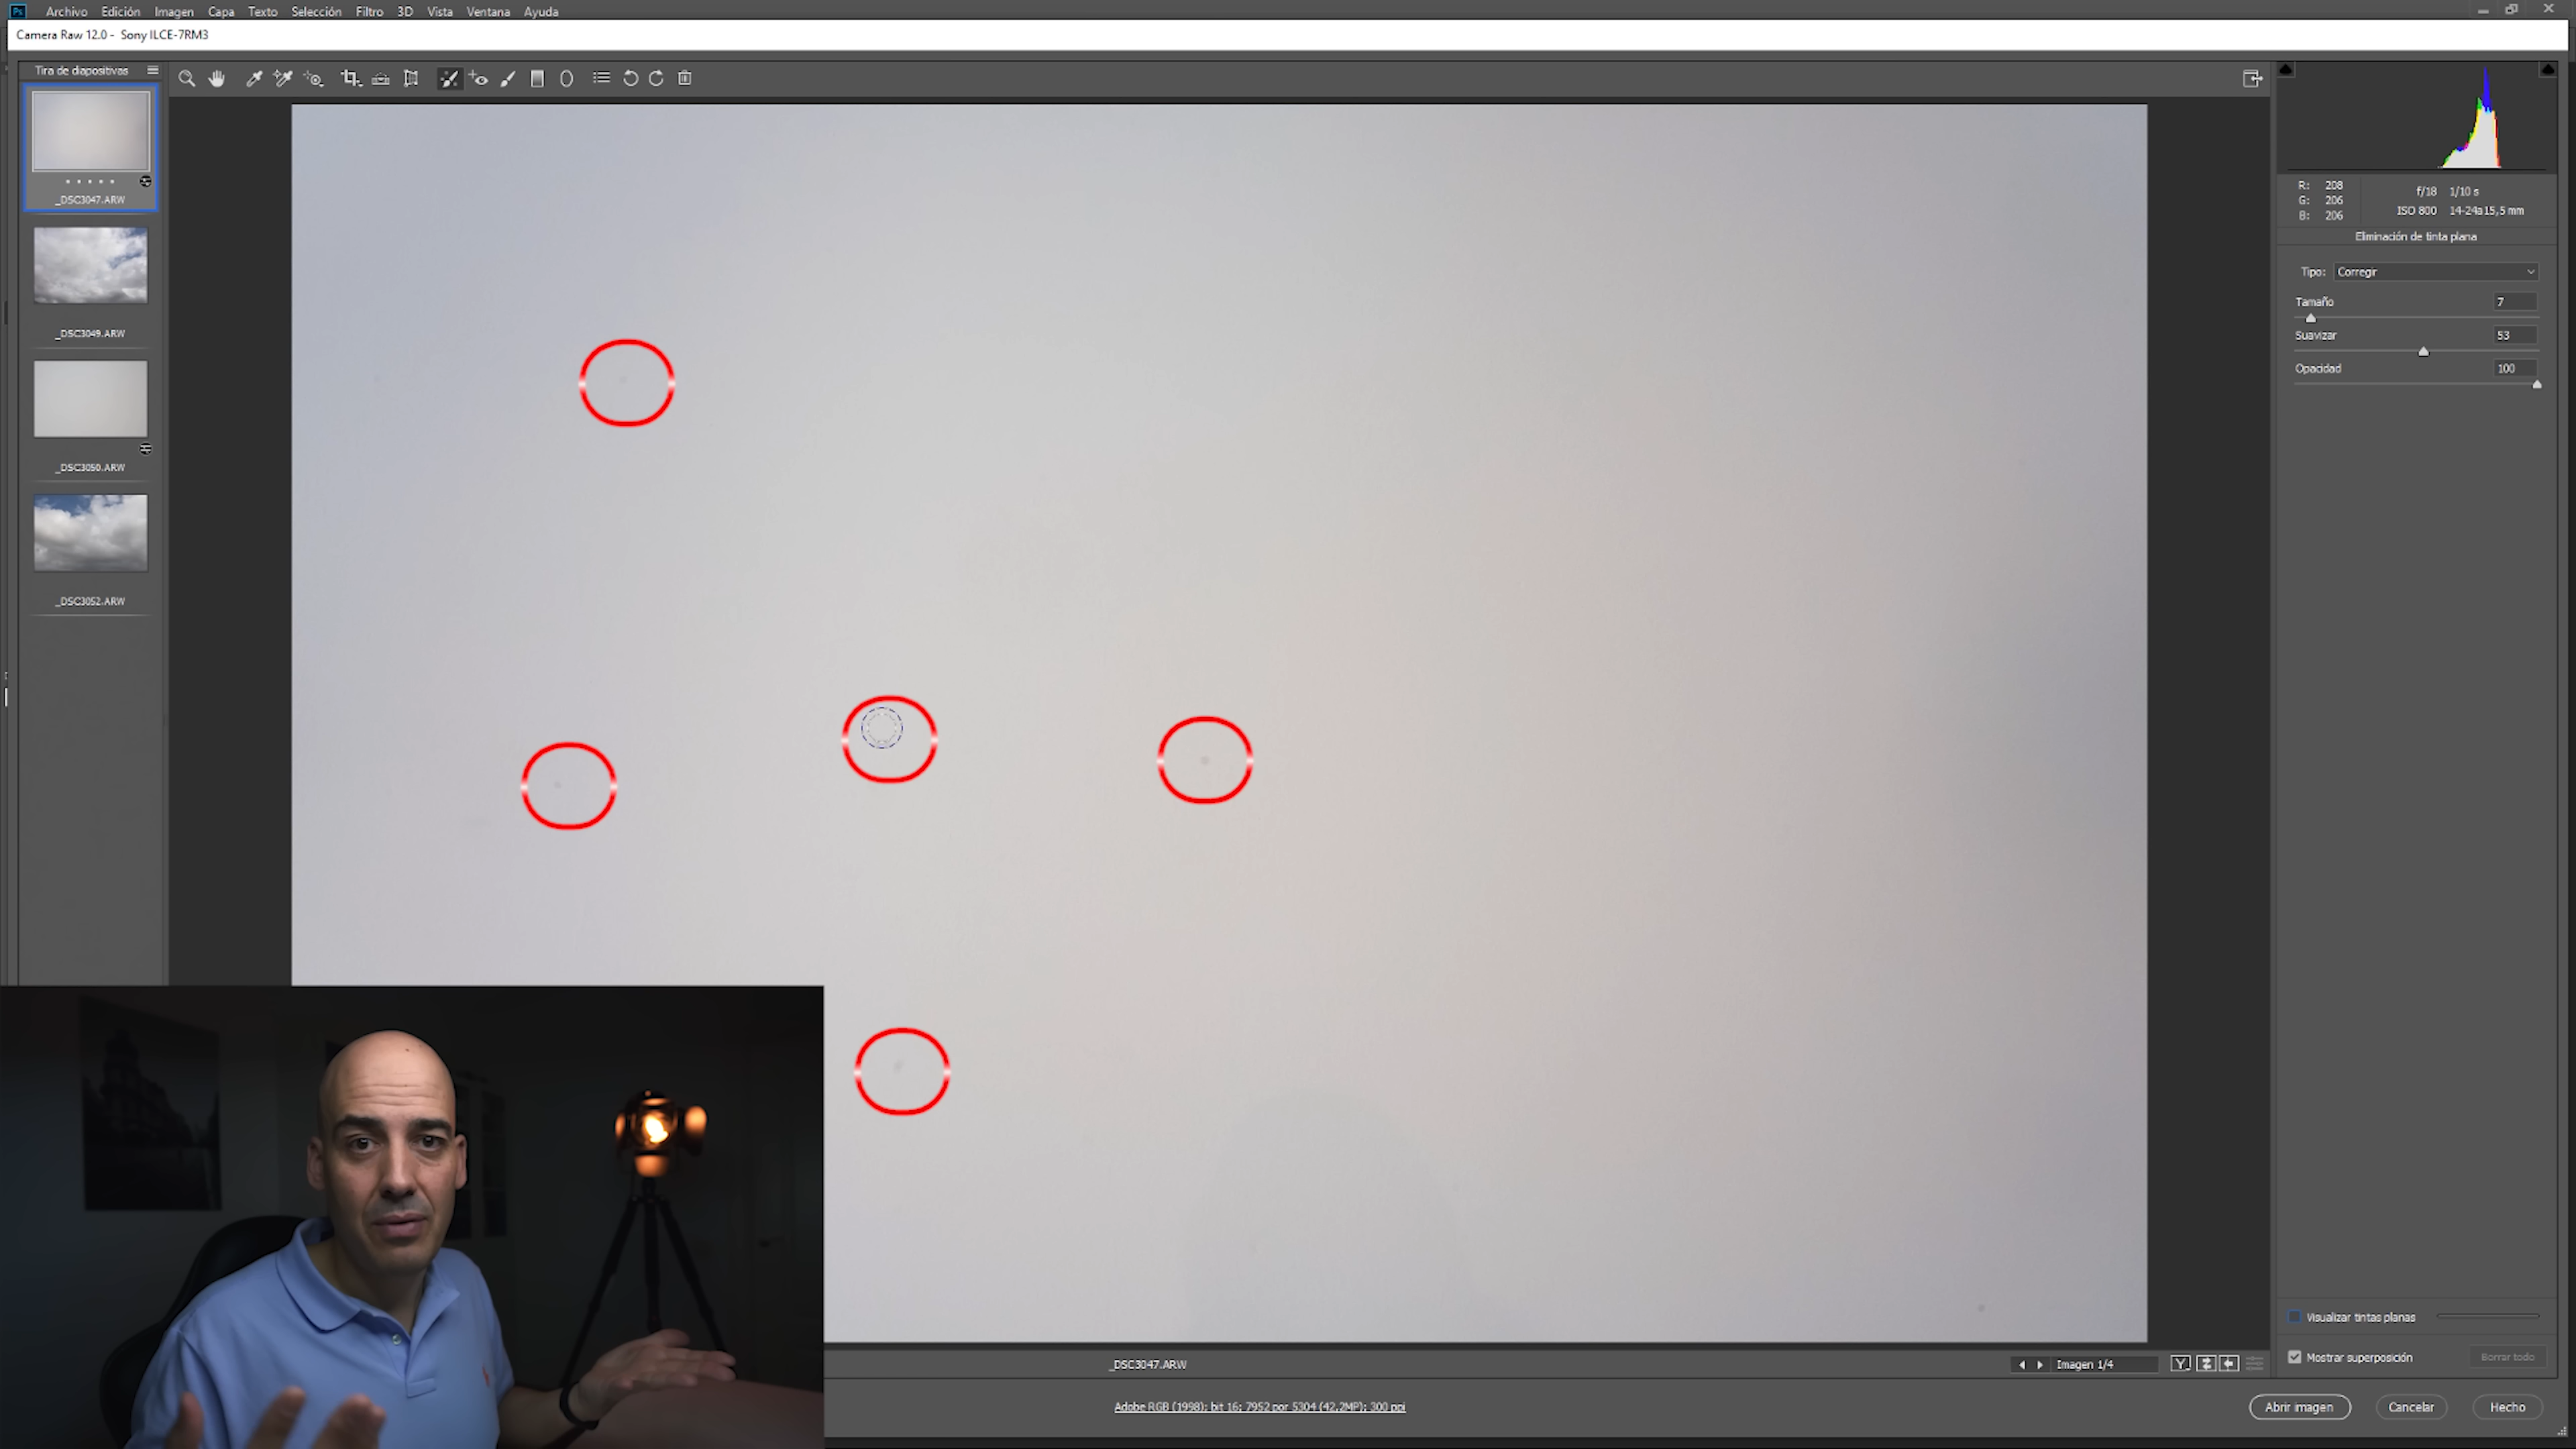 Ps Archivo Edición Imagen Capa Texto Selección Filtro 3D Vista Ventana Ayuda
Camera Raw 12.0 - Sony ILCE-7RM3
Tira de diapositivas
_DSC3047.ARW
_DSC3049.ARW
_DSC3050.ARW
_DSC3052.ARW
R: 208
G: 206
B: 206
f/18 1/10 s
ISO 800 14-24a15,5 mm
Eliminación de tinta plana
Tipo: Corregir
Tamaño 7
Suavizar 53
Opacidad 100
Visualizar tintas planas
Mostrar superposición Borrar todo
_DSC3047.ARW
Imagen 1/4
Y
Adobe RGB (1998); bit 16; 7952 por 5304 (42,2MP); 300 ppi
Abrir imagen Cancelar Hecho